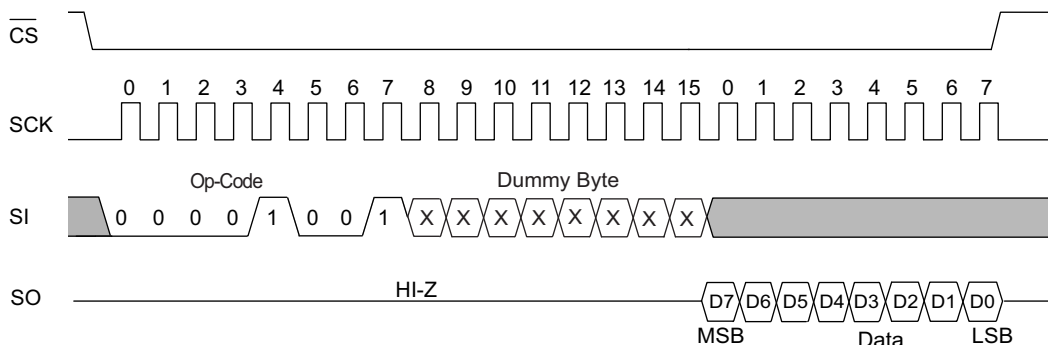 CS
0 1 2 3 4 5 6 7 8 9 10 11 12 13 14 15 0 1 2 3 4 5 6 7
SCK
Op-Code Dummy Byte
SI 0 0 0 0 1 0 0 1 X X X X X X X X
HI-Z
SO D7 D6 D5 D4 D3 D2 D1 D0
MSB Data LSB